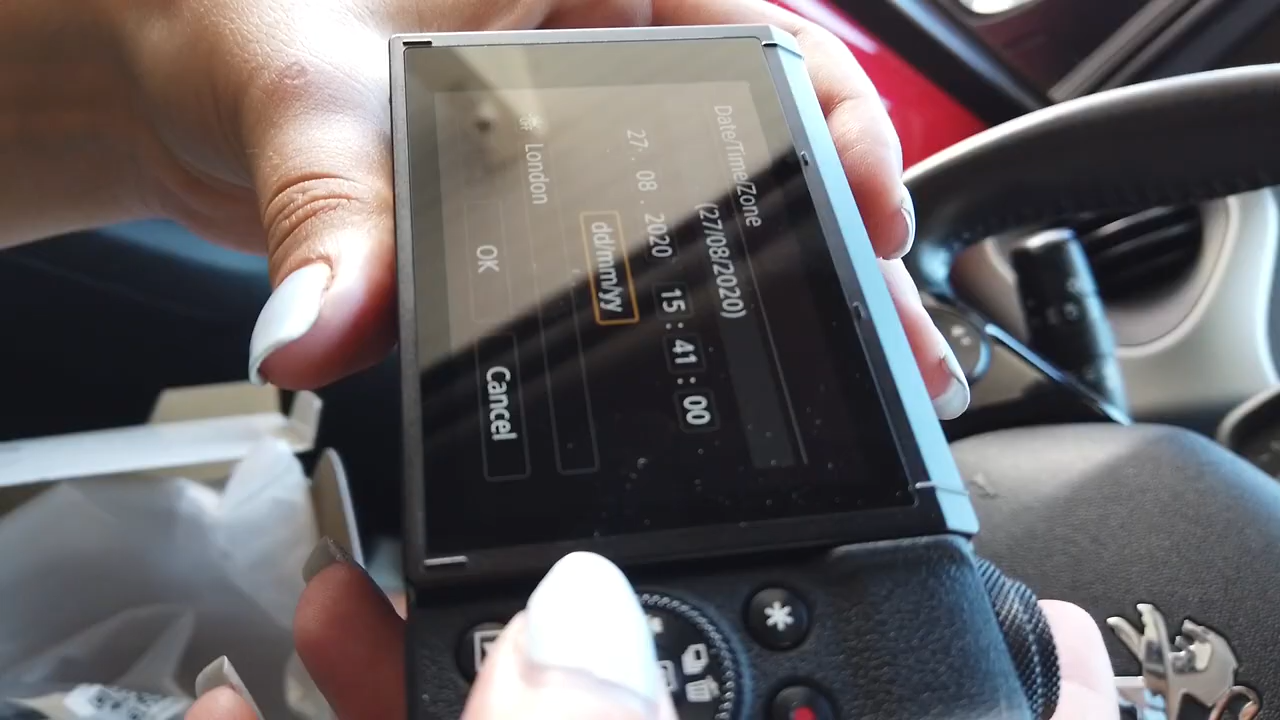 Date/Time/Zone
(27/08/2020)
27 . 08 . 2020 15 : 41 : 00
dd/mm/yy
London
OK Cancel